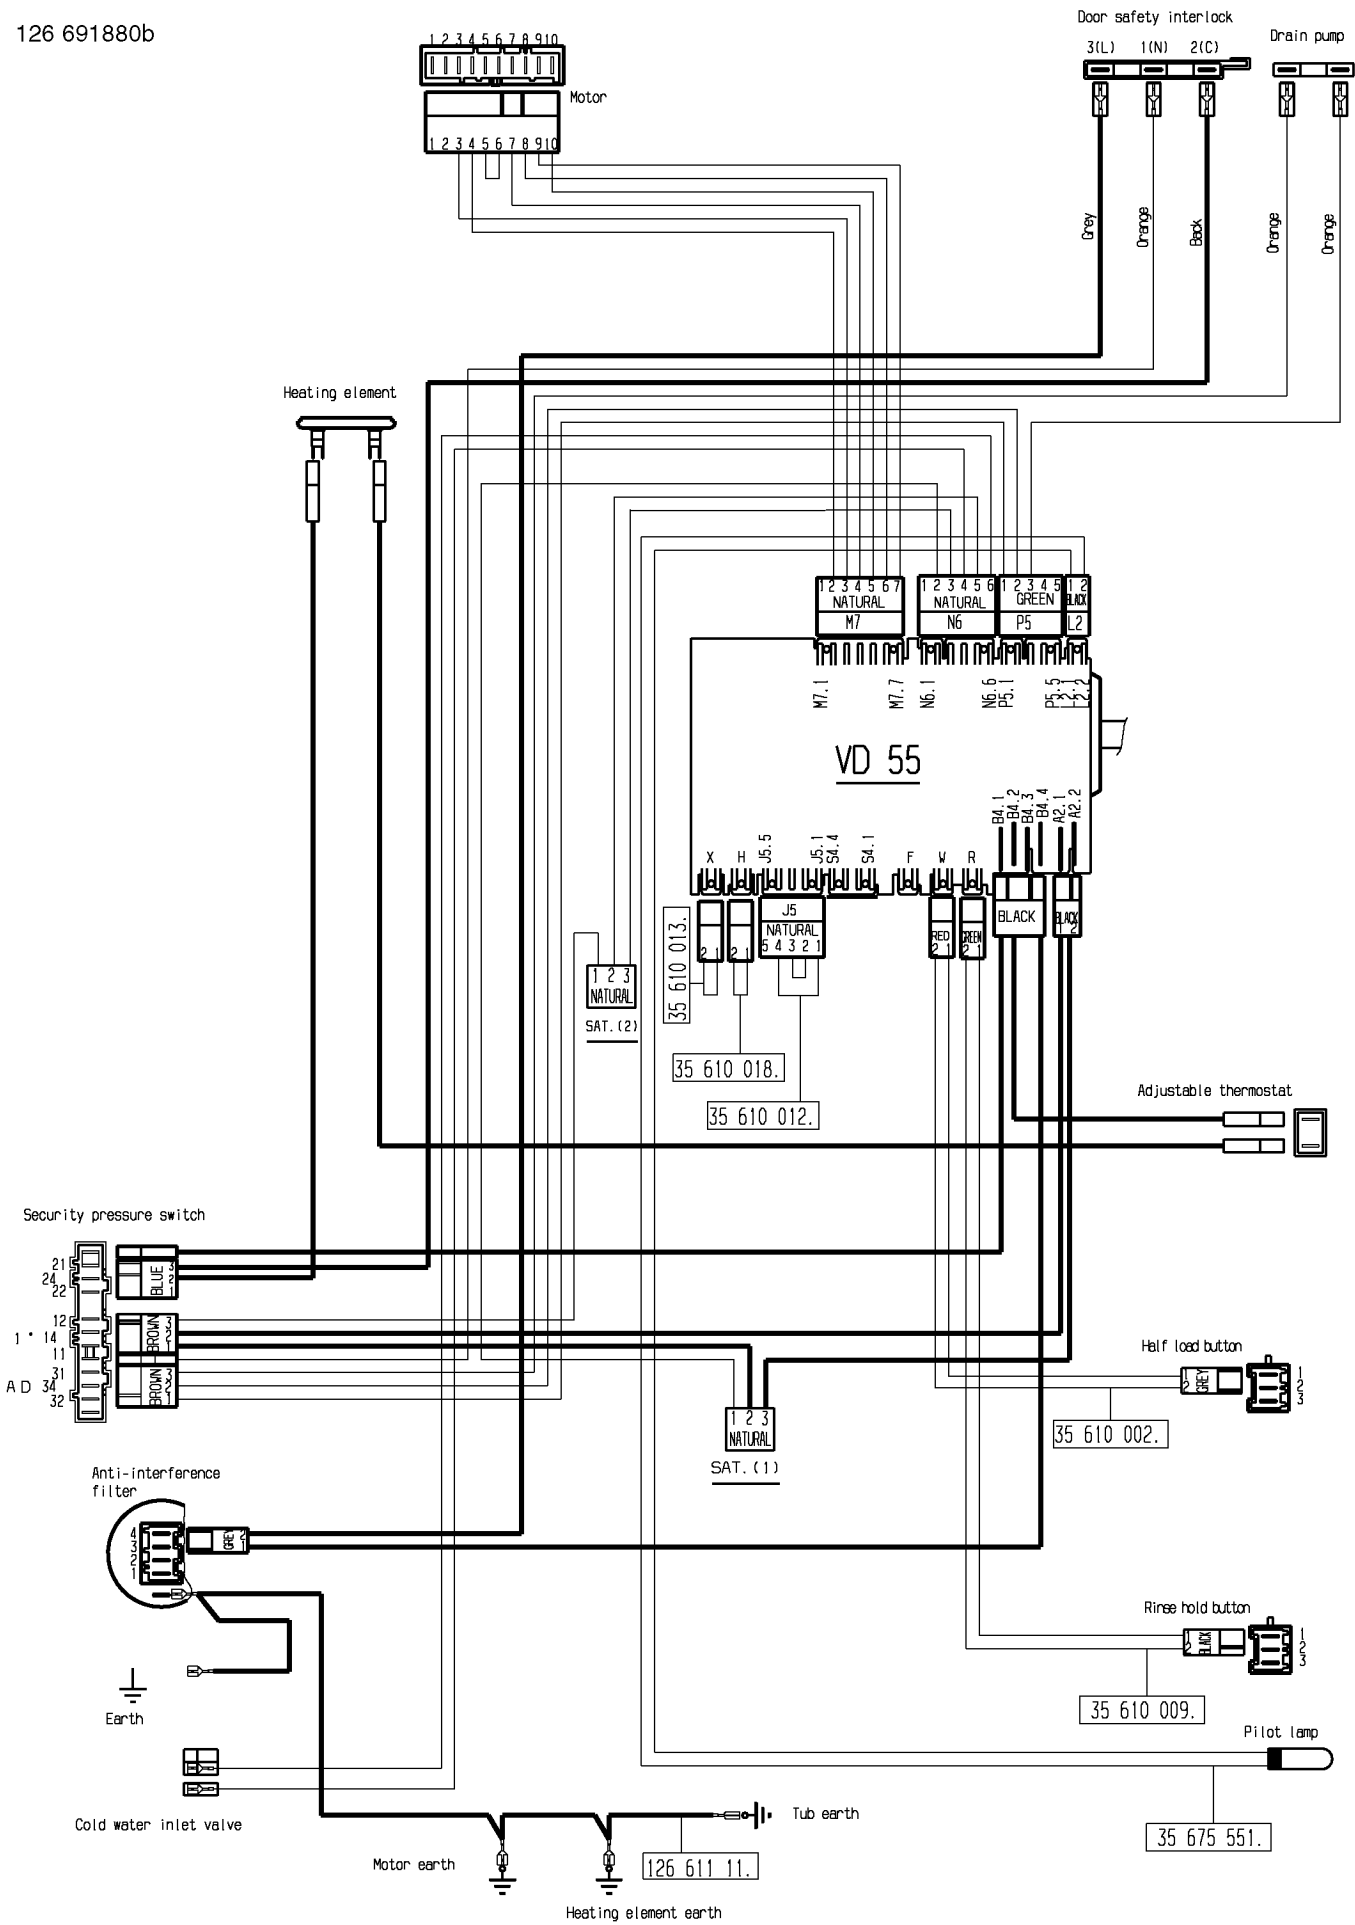 126 691880b
Door safety interlock
3(L) 1(N) 2(C)
Drain pump
1 2 3 4 5 6 7 8 9 10
Motor
1 2 3 4 5 6 7 8 9 10
Grey
Orange
Back
Orange
Orange
Heating element
1 2 3 4 5 6 7
NATURAL
M7
1 2 3 4 5 6
NATURAL
N6
1 2 3 4 5
GREEN
P5
1 2
BLACK
L2
M7.1
M7.7
N6.1
N6.6
P5.1
P5.5
L2.1
L2.2
VD 55
B4.1
B4.2
B4.3
B4.4
A2.1
A2.2
X
H
J5.5
J5.1
S4.4
S4.1
F
W
R
2 1
2 1
J5
NATURAL
5 4 3 2 1
RED
2 1
GREEN
2 1
BLACK
BLACK
1 2
35 610 013.
1 2 3
NATURAL
SAT.(2)
35 610 018.
35 610 012.
Adjustable thermostat
Security pressure switch
21
24
22
BLUE
3
2
1
12
1° 14
11
BROWN
3
2
1
31
A D 34
32
BROWN
3
2
1
1 2 3
NATURAL
SAT.(1)
Half load button
1
2
GREY
1
2
3
35 610 002.
Anti-interference
filter
4
3
2
1
GREY
2
1
Rinse hold button
1
2
BLACK
1
2
3
35 610 009.
Earth
Pilot lamp
35 675 551.
Cold water inlet valve
Tub earth
Motor earth
126 611 11.
Heating element earth